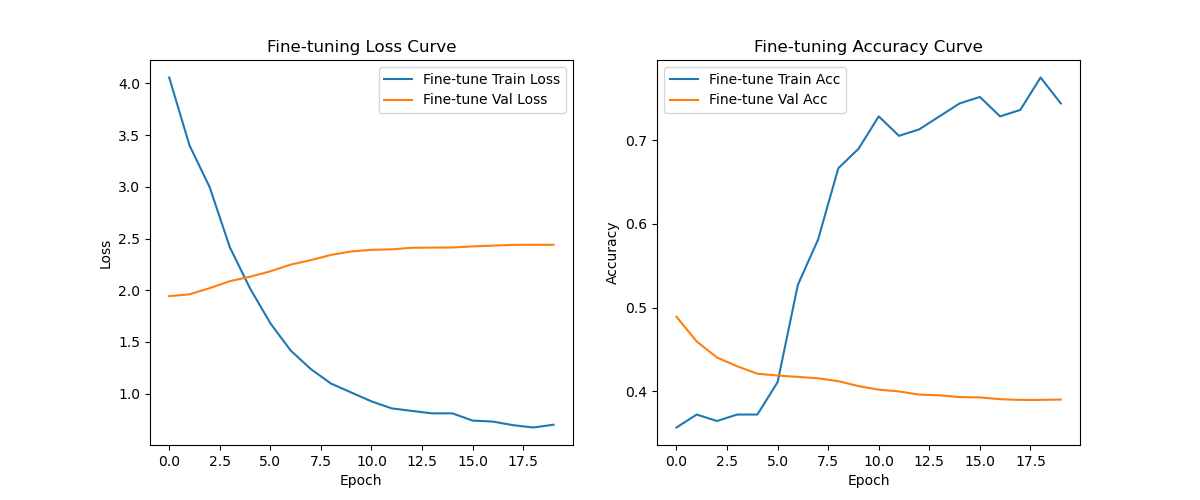 Fine-tuning Loss Curve
Fine-tune Train Loss
Fine-tune Val Loss
4.0
3.5
3.0
2.5
2.0
1.5
1.0
Loss
0.0 2.5 5.0 7.5 10.0 12.5 15.0 17.5
Epoch
Fine-tuning Accuracy Curve
Fine-tune Train Acc
Fine-tune Val Acc
0.7
0.6
0.5
0.4
Accuracy
0.0 2.5 5.0 7.5 10.0 12.5 15.0 17.5
Epoch